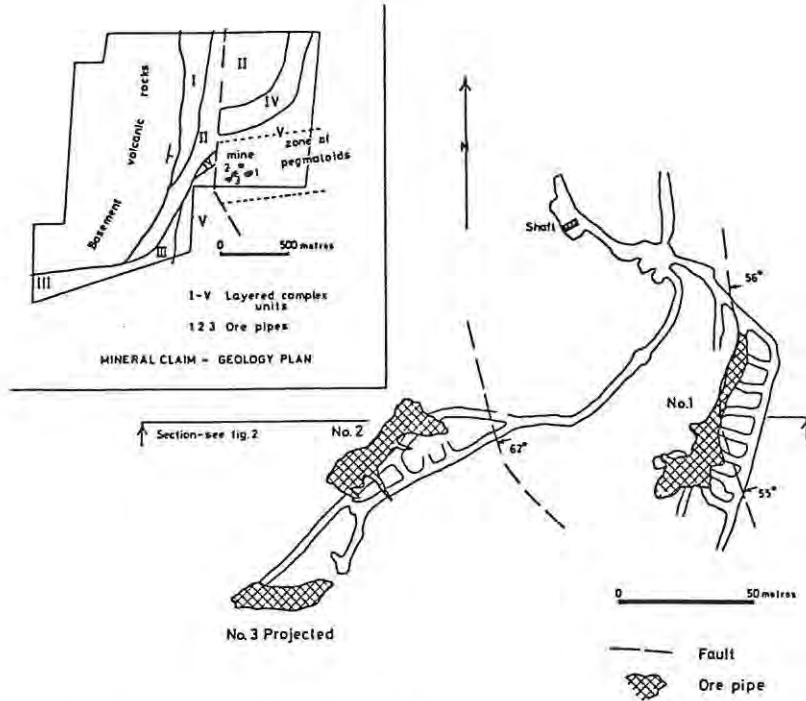 I
II
rocks
volcanic
Basement
II
IV
V
zone of
pegmatoids
mine
2
1
3
IV
V
III
III
0 500 metres
I-V Layered complex
units
1 2 3 Ore pipes
MINERAL CLAIM - GEOLOGY PLAN
N
Shaft
56°
No.1
No. 2
Section-see fig. 2
62°
55°
No. 3 Projected
0 50 metres
Fault
Ore pipe